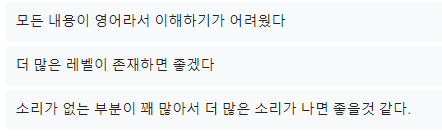 모든 내용이 영어라서 이해하기가 어려웠다
더 많은 레벨이 존재하면 좋겠다
소리가 없는 부분이 꽤 많아서 더 많은 소리가 나면 좋을것 같다.